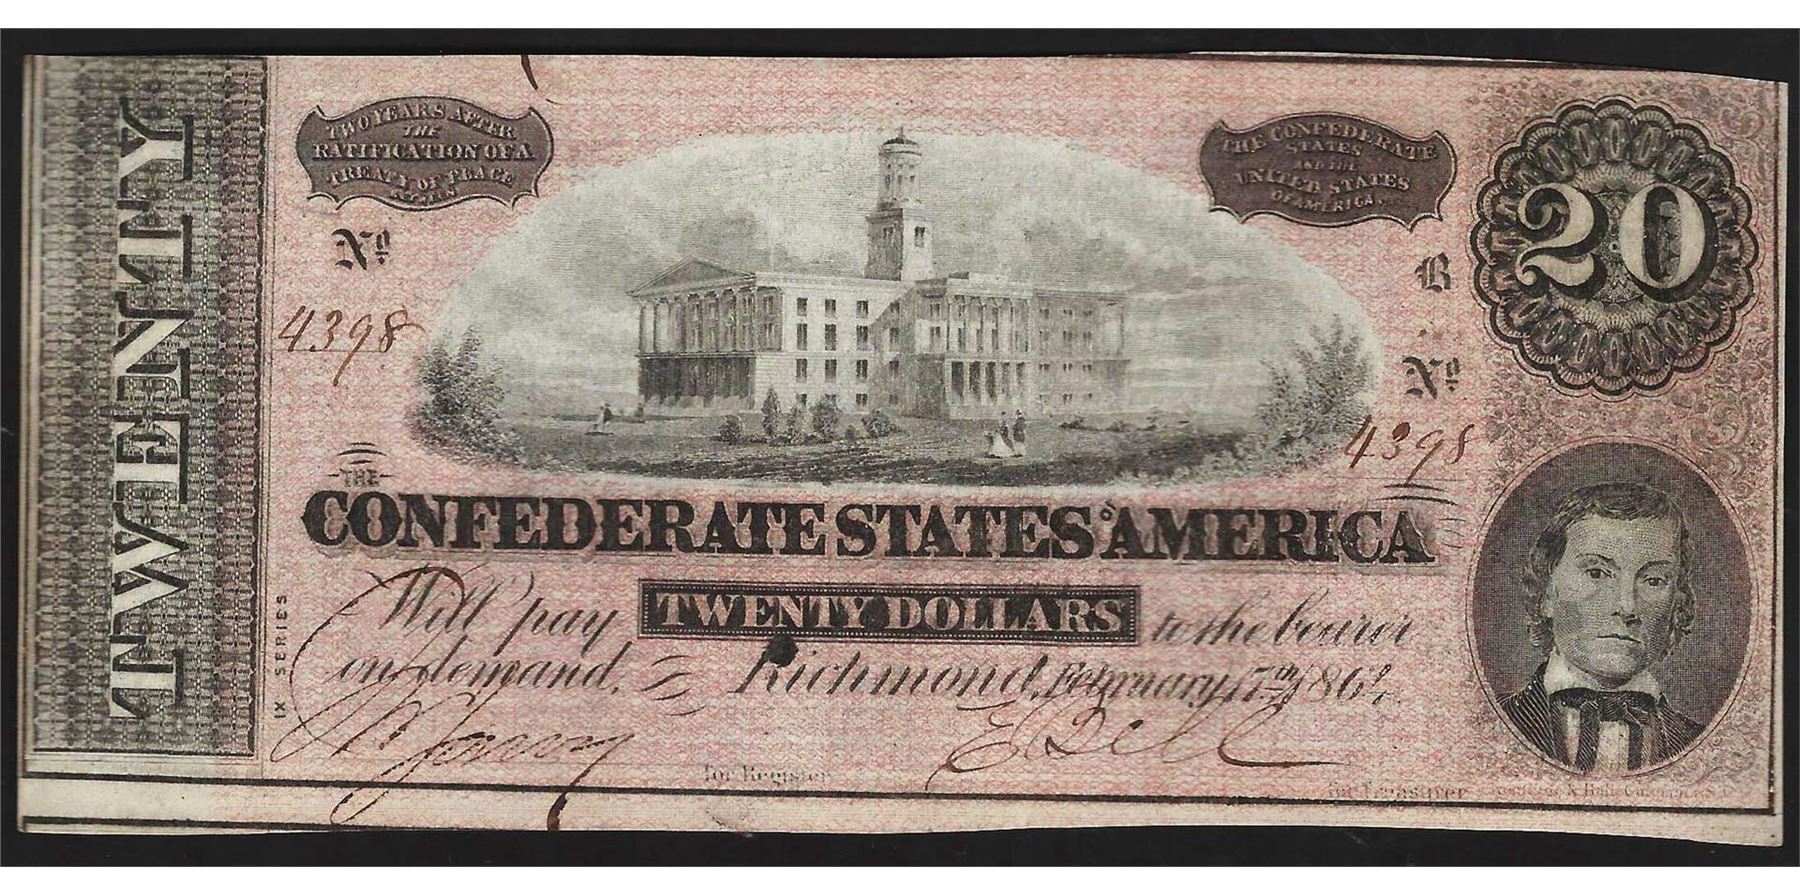 TWENTY
TWO YEARS AFTER
THE
RATIFICATION OF A
TREATY OF PEACE
BETWEEN
THE CONFEDERATE
STATES
AND THE
UNITED STATES
OF AMERICA.
20
No
4398
B
No
4398
THE
CONFEDERATE STATES OF AMERICA
Will pay TWENTY DOLLARS to the bearer
on demand.
Richmond, February 17th 1864.
IX SERIES
E Bell
for Register
for Treasurer